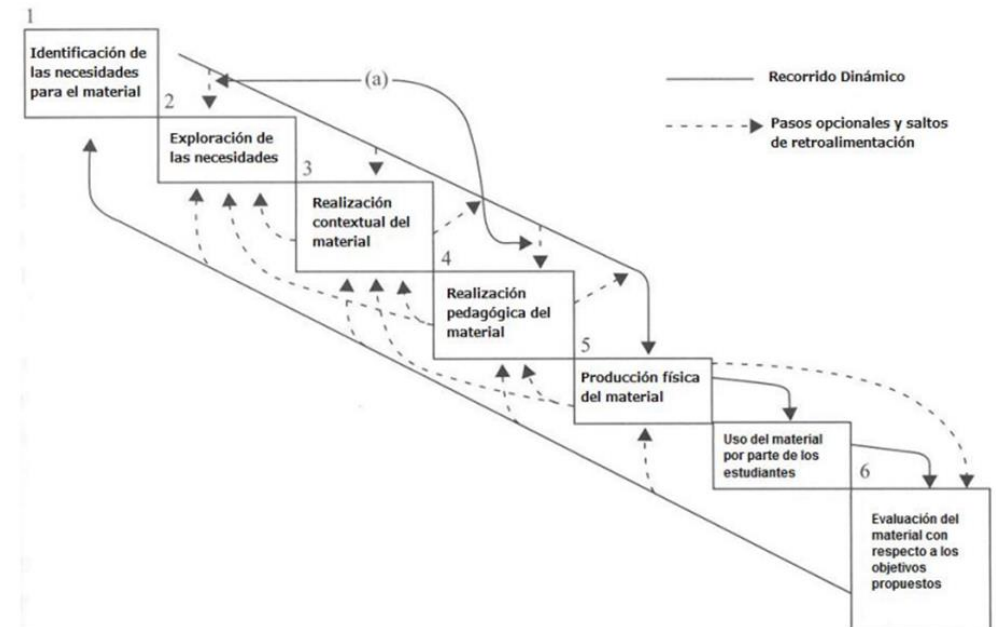 1
Identificación de
las necesidades
para el material
(a)
Recorrido Dinámico
Pasos opcionales y saltos
de retroalimentación
2
Exploración de
las necesidades
3
Realización
contextual del
material
4
Realización
pedagógica del
material
5
Producción física
del material
Uso del material
por parte de los
estudiantes
6
Evaluación del
material con
respecto a los
objetivos
propuestos